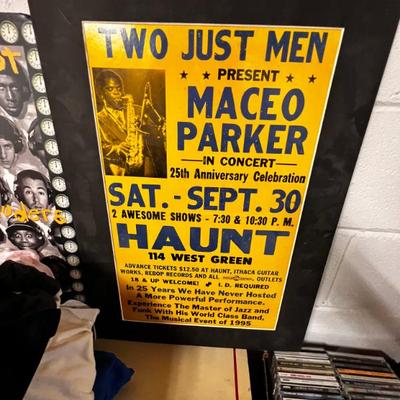 TWO JUST MEN
★ PRESENT ★
MACEO
PARKER
— IN CONCERT —
25th Anniversary Celebration
SAT. - SEPT. 30
2 AWESOME SHOWS - 7:30 & 10:30 P. M.
HAUNT
114 WEST GREEN
ADVANCE TICKETS $12.50 AT HAUNT, ITHACA GUITAR
WORKS, REBOP RECORDS AND ALL OUTLETS
18 & UP WELCOME! I. D. REQUIRED
In 25 Years We Have Never Hosted
A More Powerful Performance.
Experience The Master of Jazz and
Funk With His World Class Band,
The Musical Event of 1995